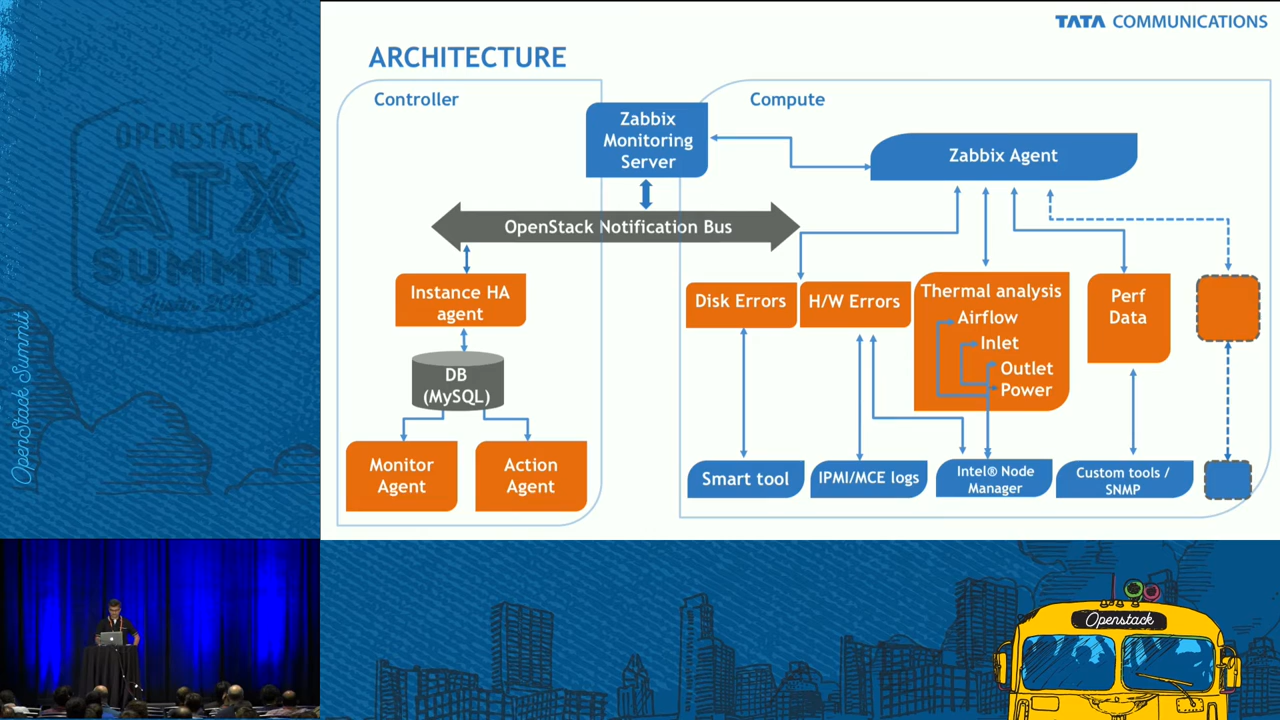 TATA COMMUNICATIONS
ARCHITECTURE
Controller
Compute
Zabbix
Monitoring
Server
Zabbix Agent
OpenStack Notification Bus
Instance HA
agent
DB
(MySQL)
Monitor
Agent
Action
Agent
Disk Errors
H/W Errors
Thermal analysis
Airflow
Inlet
Outlet
Power
Perf
Data
Smart tool
IPMI/MCE logs
Intel® Node
Manager
Custom tools /
SNMP
OPENSTACK
ATX
SUMMIT
OpenStack Summit
Openstack